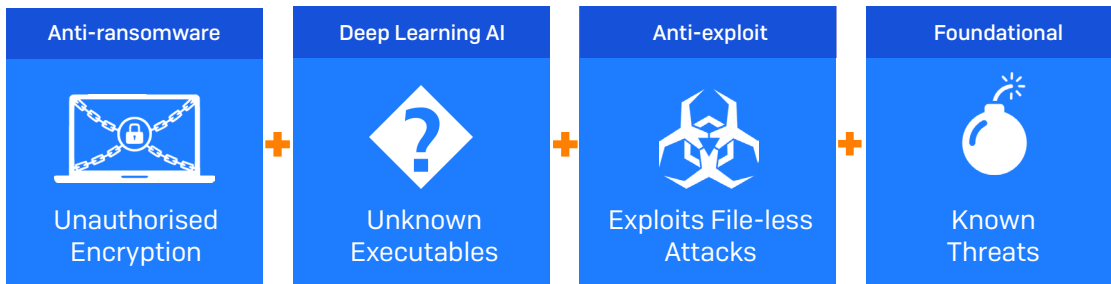 Anti-ransomware
Unauthorised
Encryption
Deep Learning AI
?
Unknown
Executables
Anti-exploit
Exploits File-less
Attacks
Foundational
Known
Threats